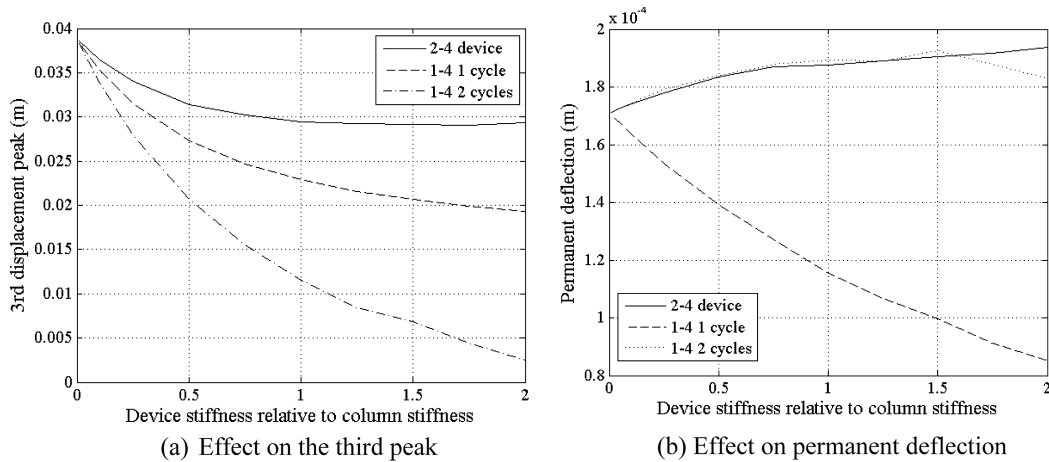 0.04
0.035
0.03
0.025
0.02
0.015
0.01
0.005
0
3rd displacement peak (m)
2-4 device
1-4 1 cycle
1-4 2 cycles
0 0.5 1 1.5 2
Device stiffness relative to column stiffness
(a) Effect on the third peak
x 10⁻⁴
2
1.8
1.6
1.4
1.2
1
0.8
Permanent deflection (m)
2-4 device
1-4 1 cycle
1-4 2 cycles
0 0.5 1 1.5 2
Device stiffness relative to column stiffness
(b) Effect on permanent deflection